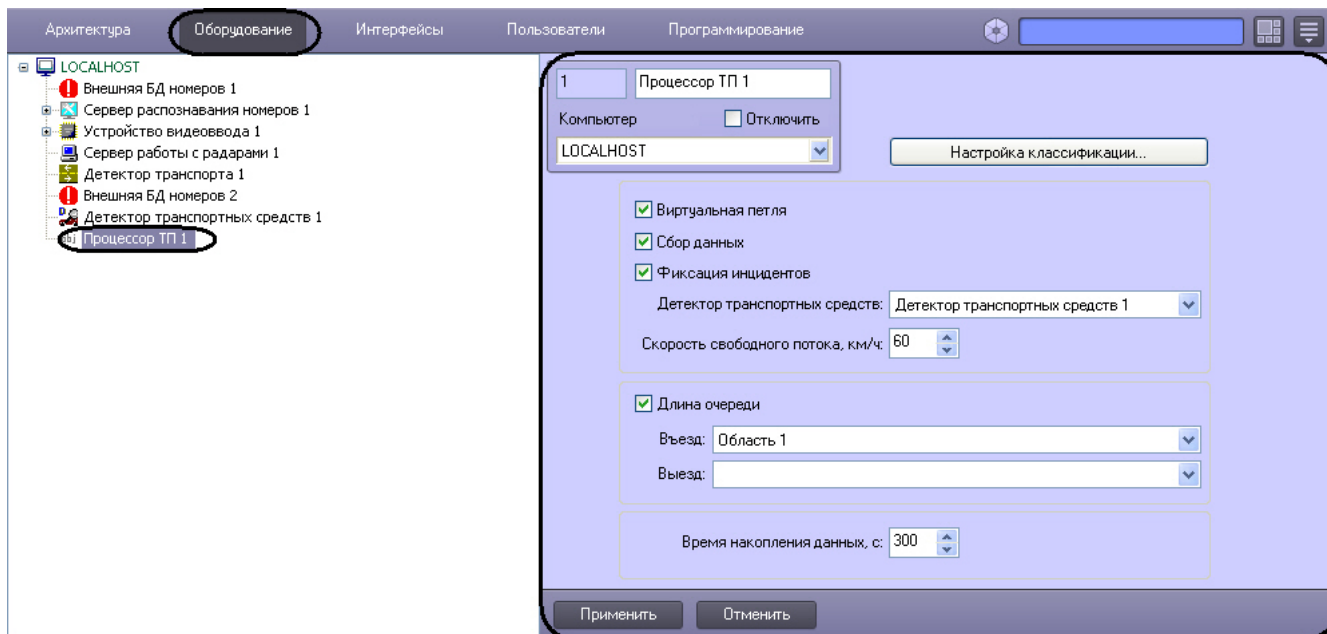 Архитектура Оборудование Интерфейсы Пользователи Программирование
LOCALHOST
Внешняя БД номеров 1
Сервер распознавания номеров 1
Устройство видеоввода 1
Сервер работы с радарами 1
Детектор транспорта 1
Внешняя БД номеров 2
Детектор транспортных средств 1
Процессор ТП 1
1 Процессор ТП 1
Компьютер Отключить
LOCALHOST
Настройка классификации...
Виртуальная петля
Сбор данных
Фиксация инцидентов
Детектор транспортных средств: Детектор транспортных средств 1
Скорость свободного потока, км/ч: 60
Длина очереди
Въезд: Область 1
Выезд:
Время накопления данных, с: 300
Применить Отменить